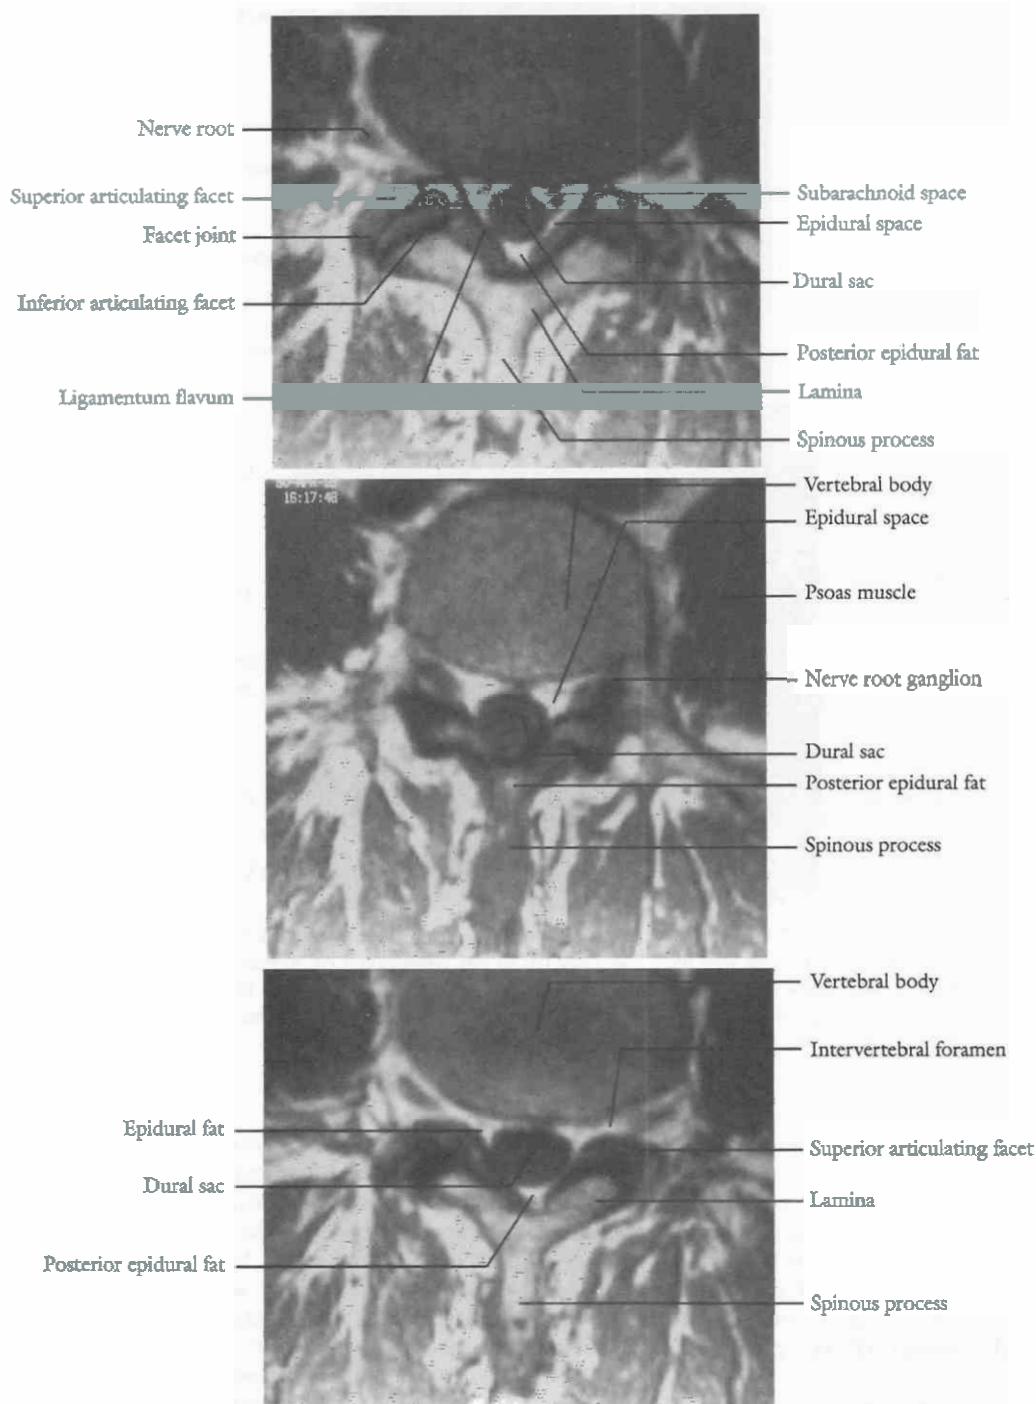 Nerve root
Superior articulating facet
Facet joint
Inferior articulating facet
Ligamentum flavum
Subarachnoid space
Epidural space
Dural sac
Posterior epidural fat
Lamina
Spinous process
16:17:48
Vertebral body
Epidural space
Psoas muscle
Nerve root ganglion
Dural sac
Posterior epidural fat
Spinous process
Epidural fat
Dural sac
Posterior epidural fat
Vertebral body
Intervertebral foramen
Superior articulating facet
Lamina
Spinous process